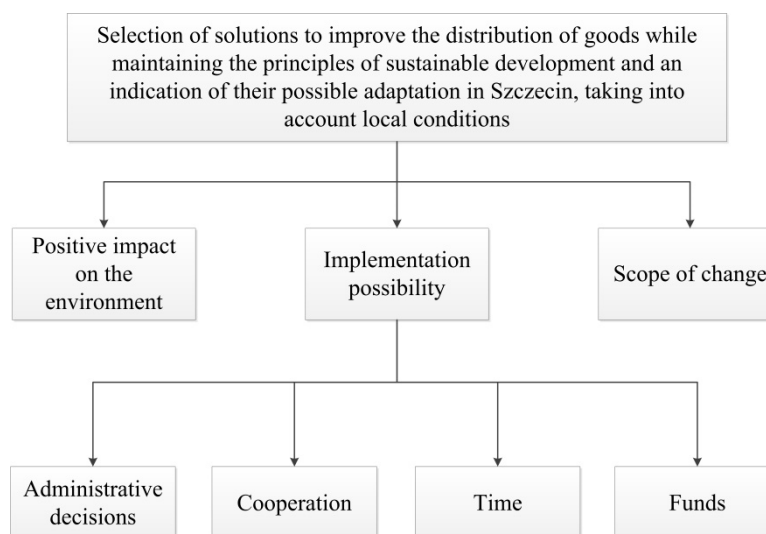 Selection of solutions to improve the distribution of goods while
maintaining the principles of sustainable development and an
indication of their possible adaptation in Szczecin, taking into
account local conditions
Positive impact
on the
environment
Implementation
possibility
Scope of change
Administrative
decisions
Cooperation
Time
Funds